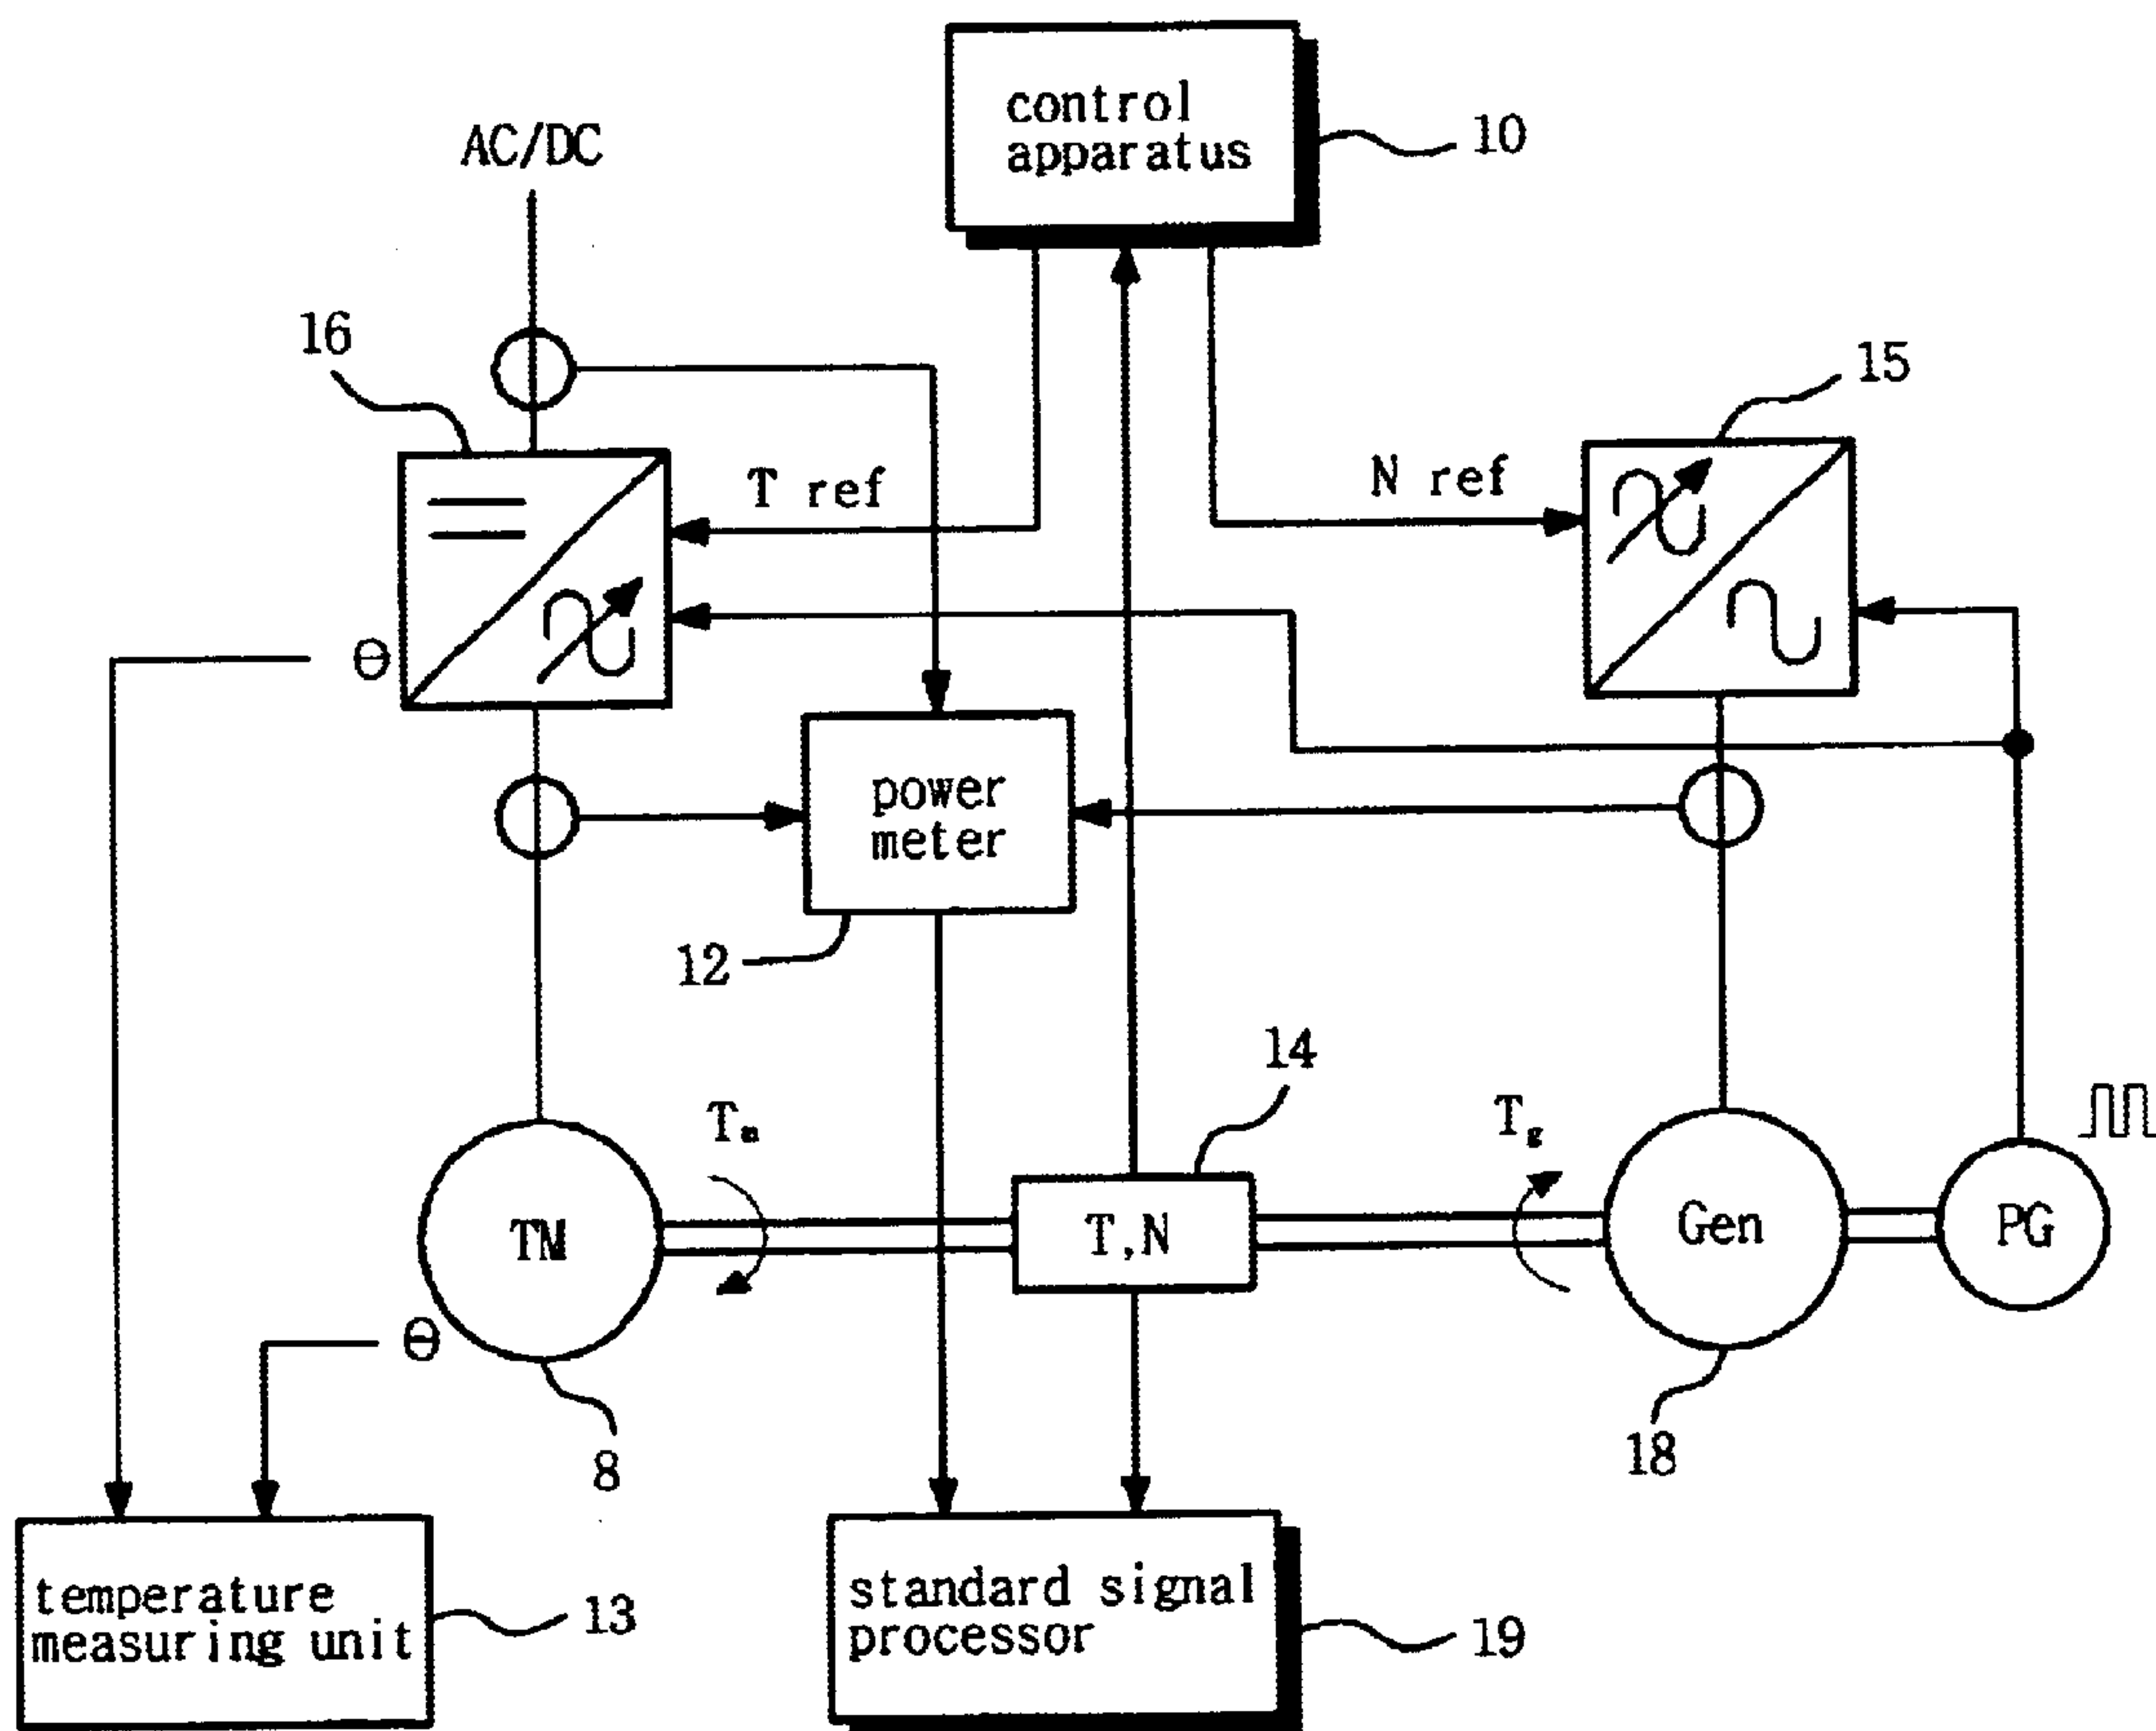 control
apparatus
10
AC/DC
16
15
T ref
N ref
θ
power
meter
12
14
Tm
Tg
TM
T,N
Gen
PG
θ
8
18
temperature
measuring unit
13
standard signal
processor
19